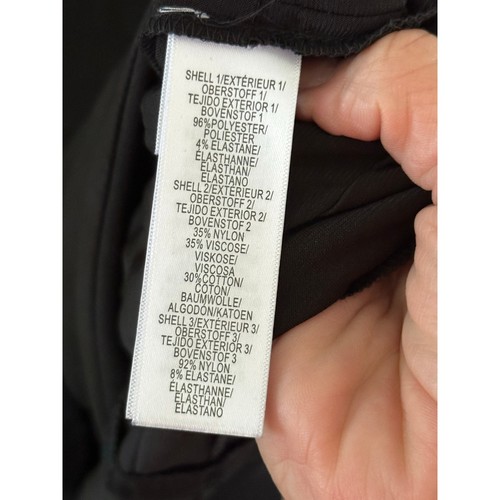 SHELL 1/EXTÉRIEUR 1/
OBERSTOFF 1/
TEJIDO EXTERIOR 1/
BOVENSTOF 1
96%POLYESTER/
POLIESTER
4% ELASTANE/
ÉLASTHANNE/
ELASTHAN/
ELASTANO
SHELL 2/EXTÉRIEUR 2/
OBERSTOFF 2/
TEJIDO EXTERIOR 2/
BOVENSTOF 2
35% NYLON
35% VISCOSE/
VISKOSE/
VISCOSA
30%COTTON/
COTON/
BAUMWOLLE/
ALGODÓN/KATOEN
SHELL 3/EXTÉRIEUR 3/
OBERSTOFF 3/
TEJIDO EXTERIOR 3/
BOVENSTOF 3
92% NYLON
8% ELASTANE/
ÉLASTHANNE/
ELASTHAN/
ELASTANO